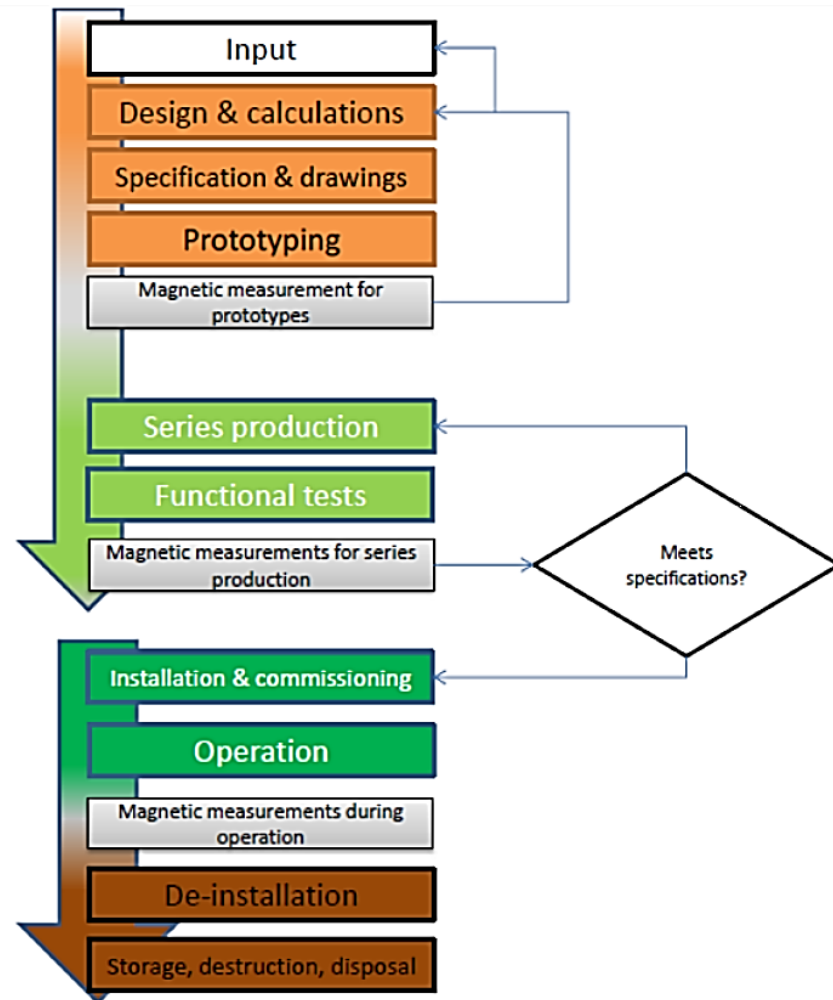 Input
Design & calculations
Specification & drawings
Prototyping
Magnetic measurement for
prototypes
Series production
Functional tests
Magnetic measurements for series
production
Meets
specifications?
Installation & commissioning
Operation
Magnetic measurements during
operation
De-installation
Storage, destruction, disposal